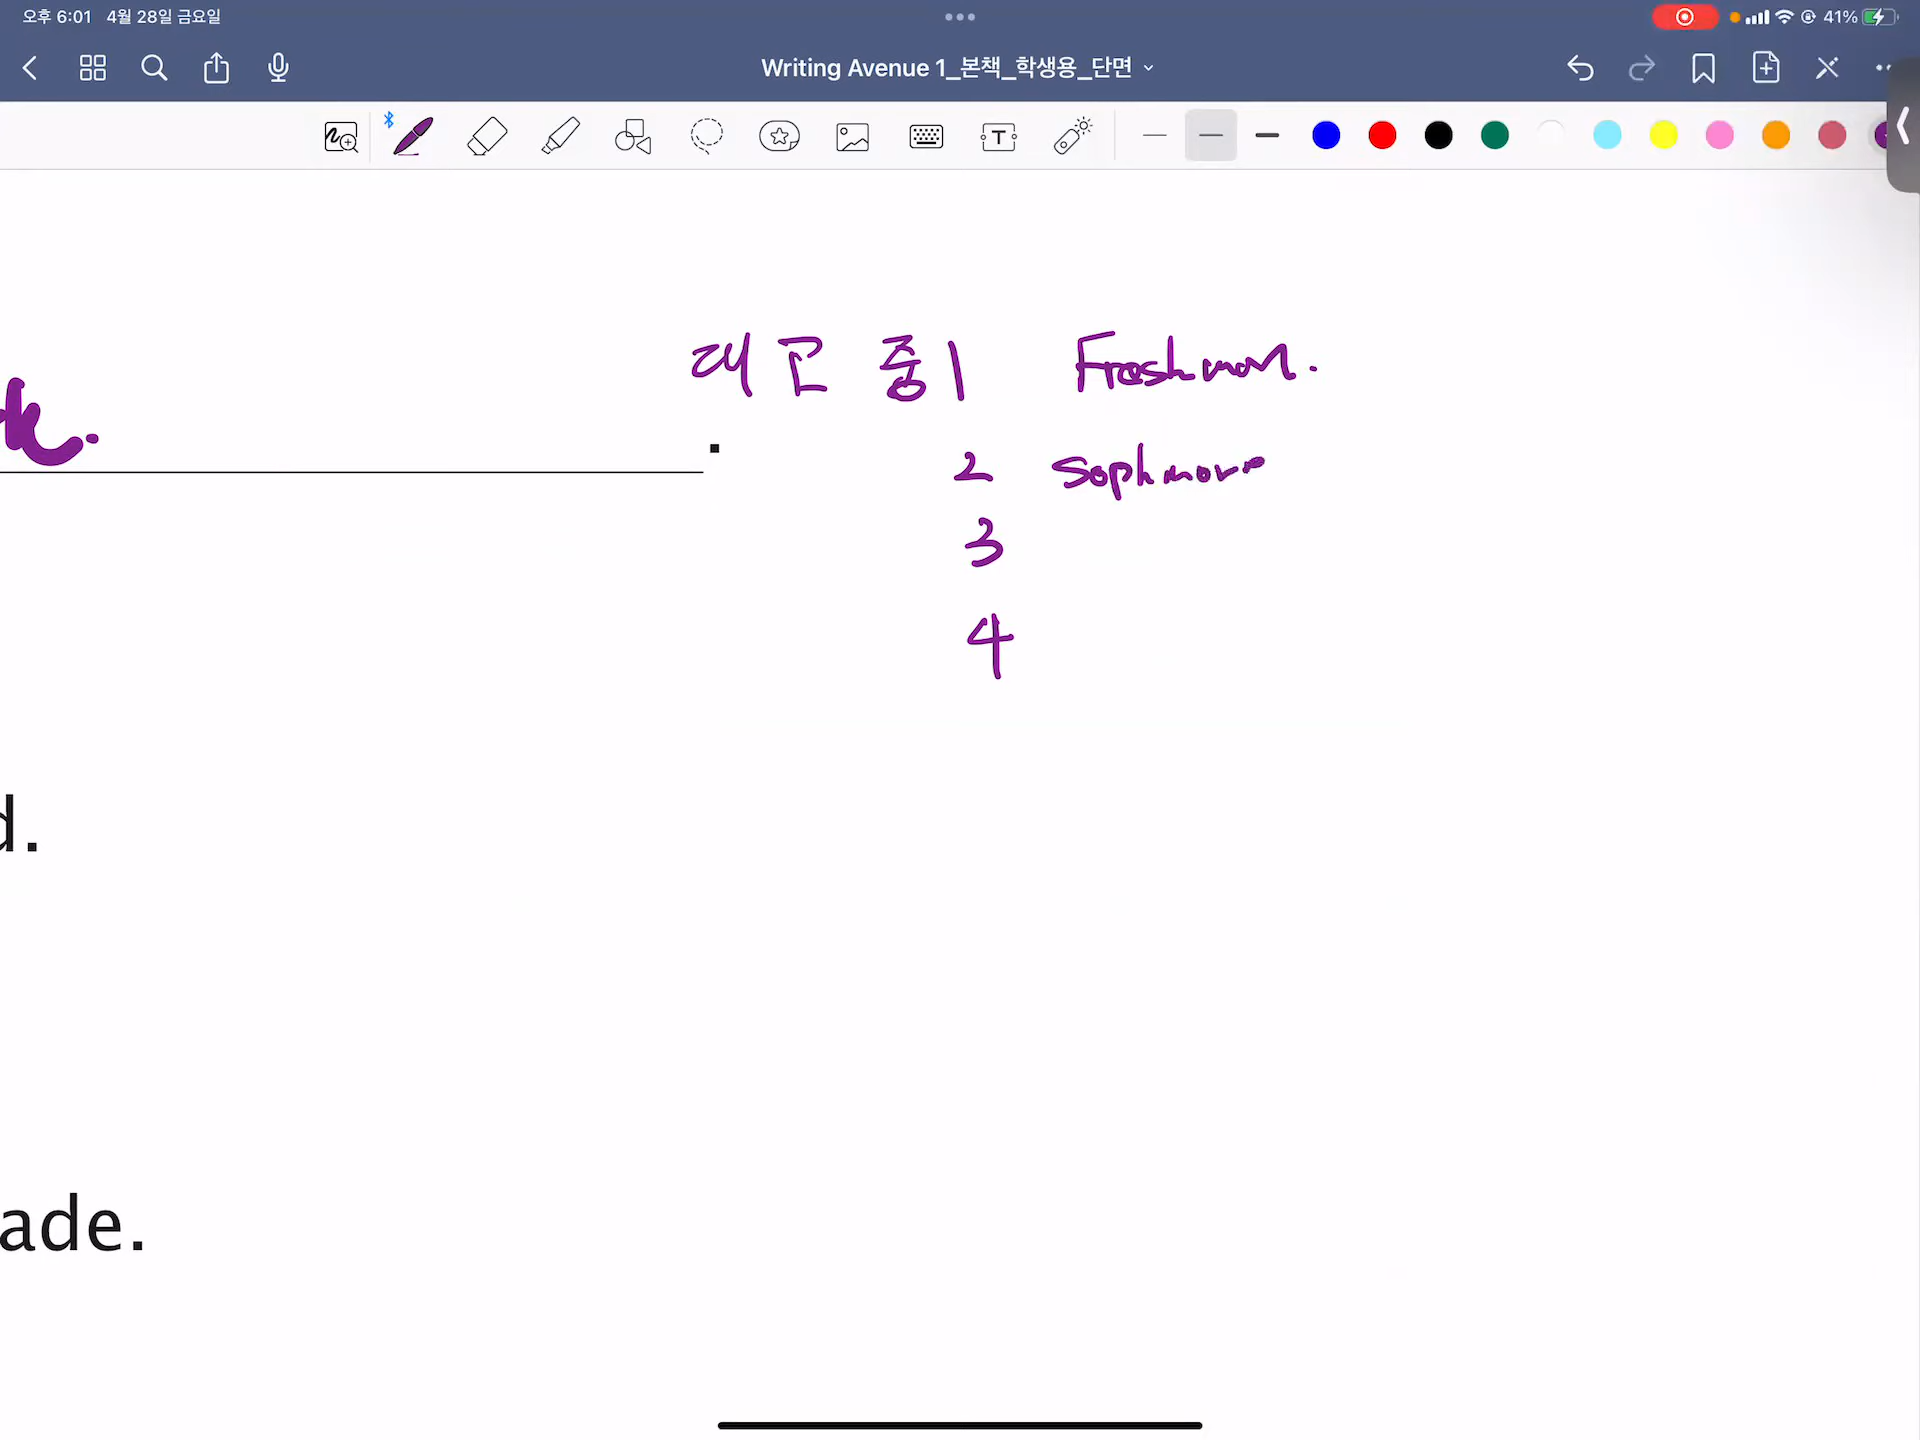 오후 6:01 4월 28일 금요일
41%
Writing Avenue 1_본책_학생용_단면
T
대 고 중 1 Freshman.
k. .
2 Sophmore
3
4
d.
ade.